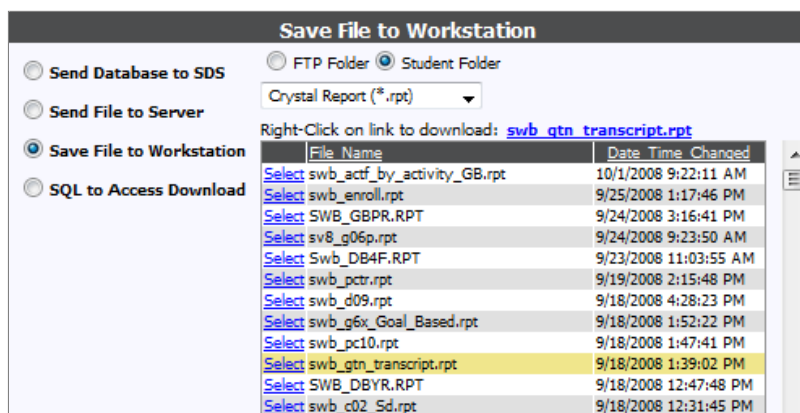 Save File to Workstation
Send Database to SDS
Send File to Server
Save File to Workstation
SQL to Access Download
FTP Folder Student Folder
Crystal Report (*.rpt)
Right-Click on link to download: swb_gtn_transcript.rpt
File_Name Date_Time_Changed
Select swb_actf_by_activity_GB.rpt 10/1/2008 9:22:11 AM
Select swb_enroll.rpt 9/25/2008 1:17:46 PM
Select SWB_GBPR.RPT 9/24/2008 3:16:41 PM
Select sv8_g06p.rpt 9/24/2008 9:23:50 AM
Select Swb_DB4F.RPT 9/23/2008 11:03:55 AM
Select swb_pctr.rpt 9/19/2008 2:15:48 PM
Select swb_d09.rpt 9/18/2008 4:28:23 PM
Select swb_g6x_Goal_Based.rpt 9/18/2008 1:52:22 PM
Select swb_pc10.rpt 9/18/2008 1:47:41 PM
Select swb_gtn_transcript.rpt 9/18/2008 1:39:02 PM
Select SWB_DBYR.RPT 9/18/2008 12:47:48 PM
Select swb_c02_Sd.rpt 9/18/2008 12:31:45 PM